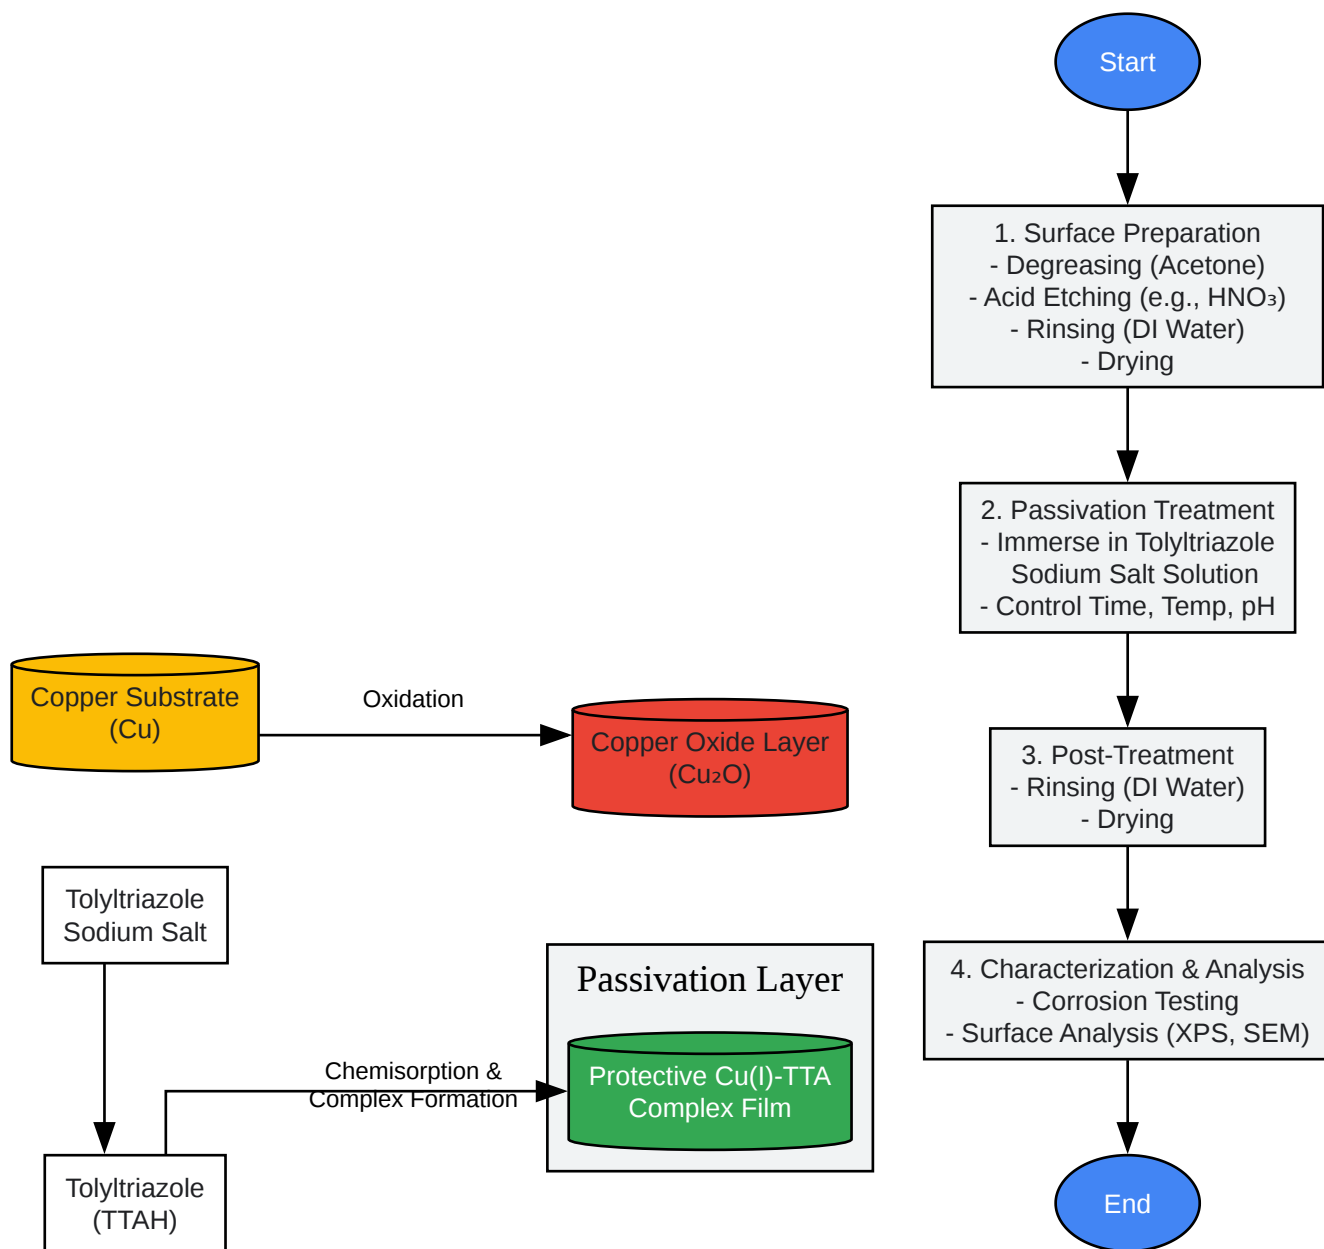 Start
1. Surface Preparation
- Degreasing (Acetone)
- Acid Etching (e.g., HNO₃)
- Rinsing (DI Water)
- Drying
2. Passivation Treatment
- Immerse in Tolyltriazole
Sodium Salt Solution
- Control Time, Temp, pH
3. Post-Treatment
- Rinsing (DI Water)
- Drying
4. Characterization & Analysis
- Corrosion Testing
- Surface Analysis (XPS, SEM)
End
Copper Substrate
(Cu)
Oxidation
Copper Oxide Layer
(Cu₂O)
Tolyltriazole
Sodium Salt
Tolyltriazole
(TTAH)
Chemisorption &
Complex Formation
Passivation Layer
Protective Cu(I)-TTA
Complex Film